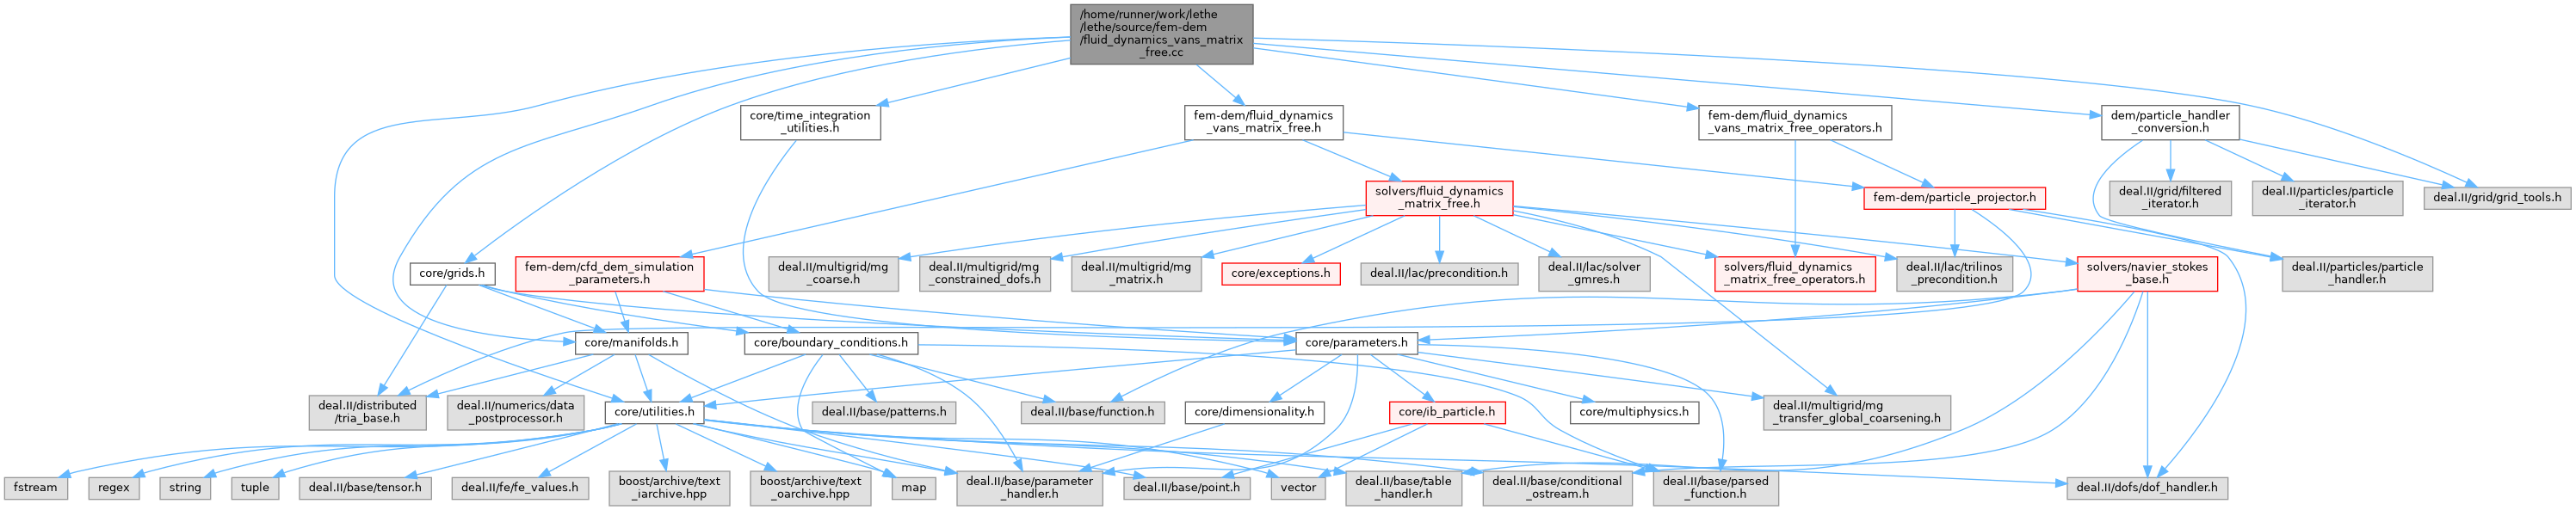 /home/runner/work/lethe
/lethe/source/fem-dem
/fluid_dynamics_vans_matrix
_free.cc
core/time_integration
_utilities.h
fem-dem/fluid_dynamics
_vans_matrix_free.h
fem-dem/fluid_dynamics
_vans_matrix_free_operators.h
dem/particle_handler
_conversion.h
solvers/fluid_dynamics
_matrix_free.h
fem-dem/particle_projector.h
deal.II/grid/filtered
_iterator.h
deal.II/particles/particle
_iterator.h
deal.II/grid/grid_tools.h
core/grids.h
fem-dem/cfd_dem_simulation
_parameters.h
deal.II/multigrid/mg
_coarse.h
deal.II/multigrid/mg
_constrained_dofs.h
deal.II/multigrid/mg
_matrix.h
core/exceptions.h
deal.II/lac/precondition.h
deal.II/lac/solver
_gmres.h
solvers/fluid_dynamics
_matrix_free_operators.h
deal.II/lac/trilinos
_precondition.h
solvers/navier_stokes
_base.h
deal.II/particles/particle
_handler.h
core/manifolds.h
core/boundary_conditions.h
core/parameters.h
deal.II/distributed
/tria_base.h
deal.II/numerics/data
_postprocessor.h
core/utilities.h
deal.II/base/patterns.h
deal.II/base/function.h
core/dimensionality.h
core/ib_particle.h
core/multiphysics.h
deal.II/multigrid/mg
_transfer_global_coarsening.h
fstream
regex
string
tuple
deal.II/base/tensor.h
deal.II/fe/fe_values.h
boost/archive/text
_iarchive.hpp
boost/archive/text
_oarchive.hpp
map
deal.II/base/parameter
_handler.h
deal.II/base/point.h
vector
deal.II/base/table
_handler.h
deal.II/base/conditional
_ostream.h
deal.II/base/parsed
_function.h
deal.II/dofs/dof_handler.h